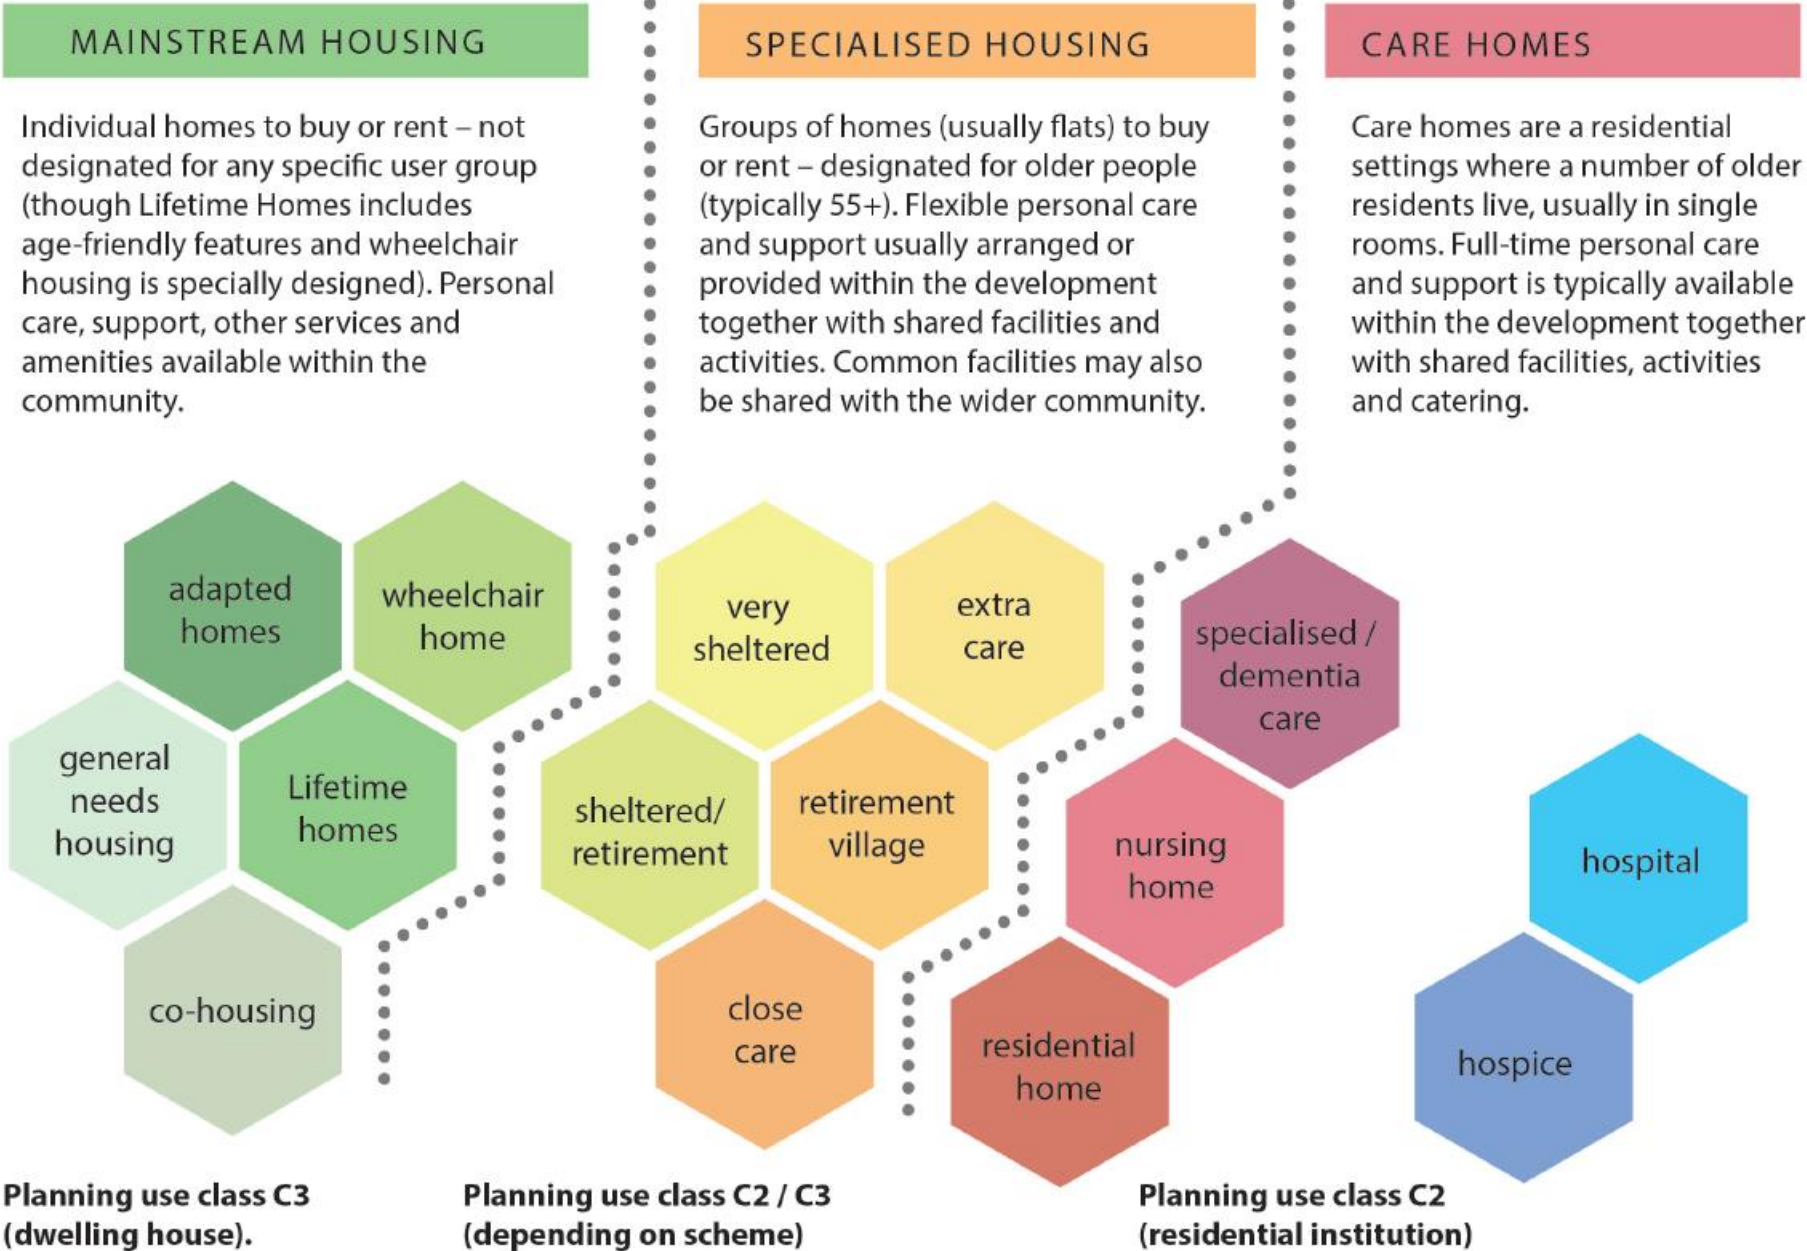 MAINSTREAM HOUSING
Individual homes to buy or rent – not
designated for any specific user group
(though Lifetime Homes includes
age-friendly features and wheelchair
housing is specially designed). Personal
care, support, other services and
amenities available within the
community.
SPECIALISED HOUSING
Groups of homes (usually flats) to buy
or rent – designated for older people
(typically 55+). Flexible personal care
and support usually arranged or
provided within the development
together with shared facilities and
activities. Common facilities may also
be shared with the wider community.
CARE HOMES
Care homes are a residential
settings where a number of older
residents live, usually in single
rooms. Full-time personal care
and support is typically available
within the development together
with shared facilities, activities
and catering.
adapted
homes
wheelchair
home
general
needs
housing
Lifetime
homes
co-housing
very
sheltered
extra
care
sheltered/
retirement
retirement
village
close
care
specialised /
dementia
care
nursing
home
residential
home
hospital
hospice
Planning use class C3
(dwelling house).
Planning use class C2 / C3
(depending on scheme)
Planning use class C2
(residential institution)